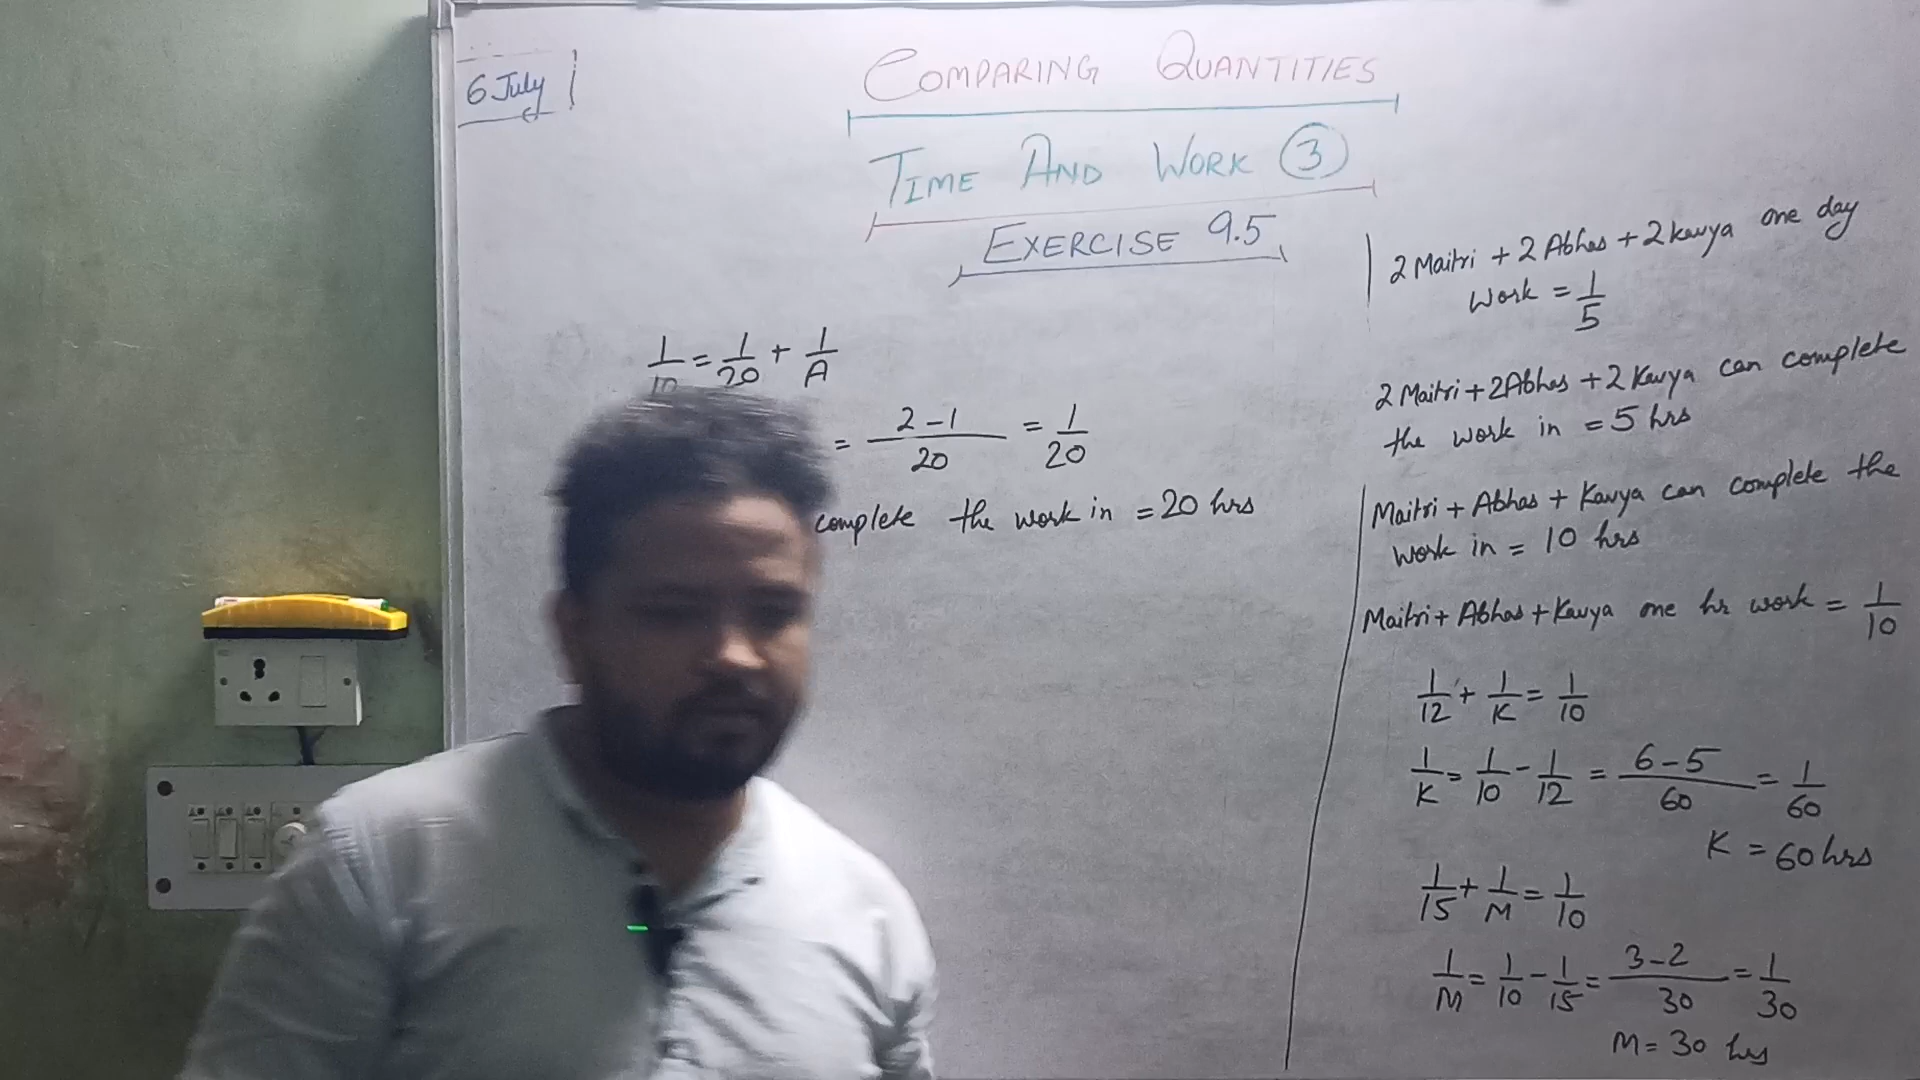 6 July
COMPARING QUANTITIES
TIME AND WORK 3
EXERCISE 9.5
1/10 = 1/20 + 1/A
= 2-1/20 = 1/20
complete the work in = 20 hrs
2 Maitri + 2 Abhas + 2 Kavya one day
work = 1/5
2 Maitri + 2 Abhas + 2 Kavya can complete
the work in = 5 hrs
Maitri + Abhas + Kavya can complete the
work in = 10 hrs
Maitri + Abhas + Kavya one hr work = 1/10
1/12 + 1/K = 1/10
1/K = 1/10 - 1/12 = 6-5/60 = 1/60
K = 60 hrs
1/15 + 1/M = 1/10
1/M = 1/10 - 1/15 = 3-2/30 = 1/30
M = 30 hrs